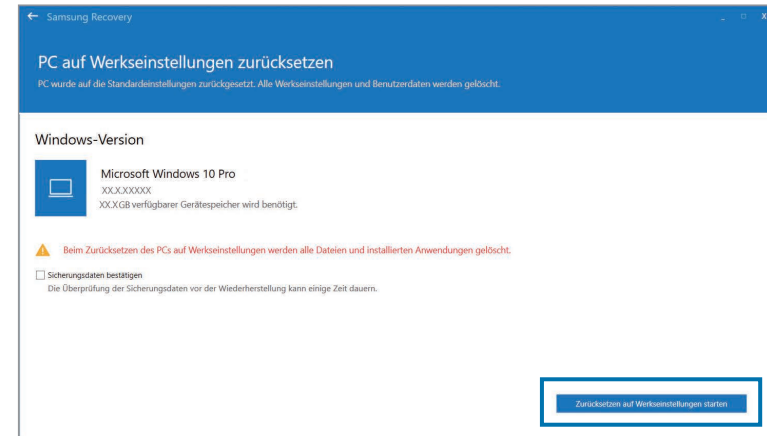 Samsung Recovery
PC auf Werkseinstellungen zurücksetzen
PC wurde auf die Standardeinstellungen zurückgesetzt. Alle Werkseinstellungen und Benutzerdaten werden gelöscht.
Windows-Version
Microsoft Windows 10 Pro
XX.X.XXXXX
XX.X GB verfügbarer Gerätespeicher wird benötigt.
Beim Zurücksetzen des PCs auf Werkseinstellungen werden alle Dateien und installierten Anwendungen gelöscht.
Sicherungsdaten bestätigen
Die Überprüfung der Sicherungsdaten vor der Wiederherstellung kann einige Zeit dauern.
Zurücksetzen auf Werkseinstellungen starten